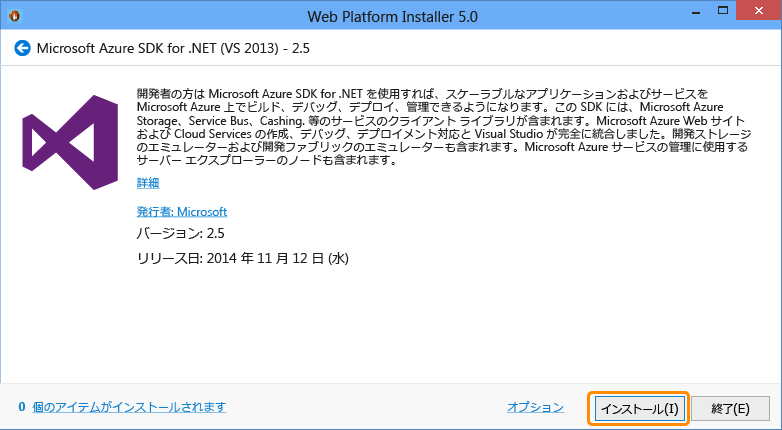 Web Platform Installer 5.0
Microsoft Azure SDK for .NET (VS 2013) - 2.5
開発者の方は Microsoft Azure SDK for .NET を使用すれば、スケーラブルなアプリケーションおよびサービスを
Microsoft Azure 上でビルド、デバッグ、デプロイ、管理できるようになります。この SDK には、Microsoft Azure
Storage、Service Bus、Cashing. 等のサービスのクライアント ライブラリが含まれます。Microsoft Azure Web サイト
および Cloud Services の作成、デバッグ、デプロイメント対応と Visual Studio が完全に統合しました。開発ストレージ
のエミュレーターおよび開発ファブリックのエミュレーターも含まれます。Microsoft Azure サービスの管理に使用する
サーバー エクスプローラーのノードも含まれます。
詳細
発行者: Microsoft
バージョン: 2.5
リリース日: 2014 年 11 月 12 日 (水)
0 個のアイテムがインストールされます オプション インストール(I) 終了(E)